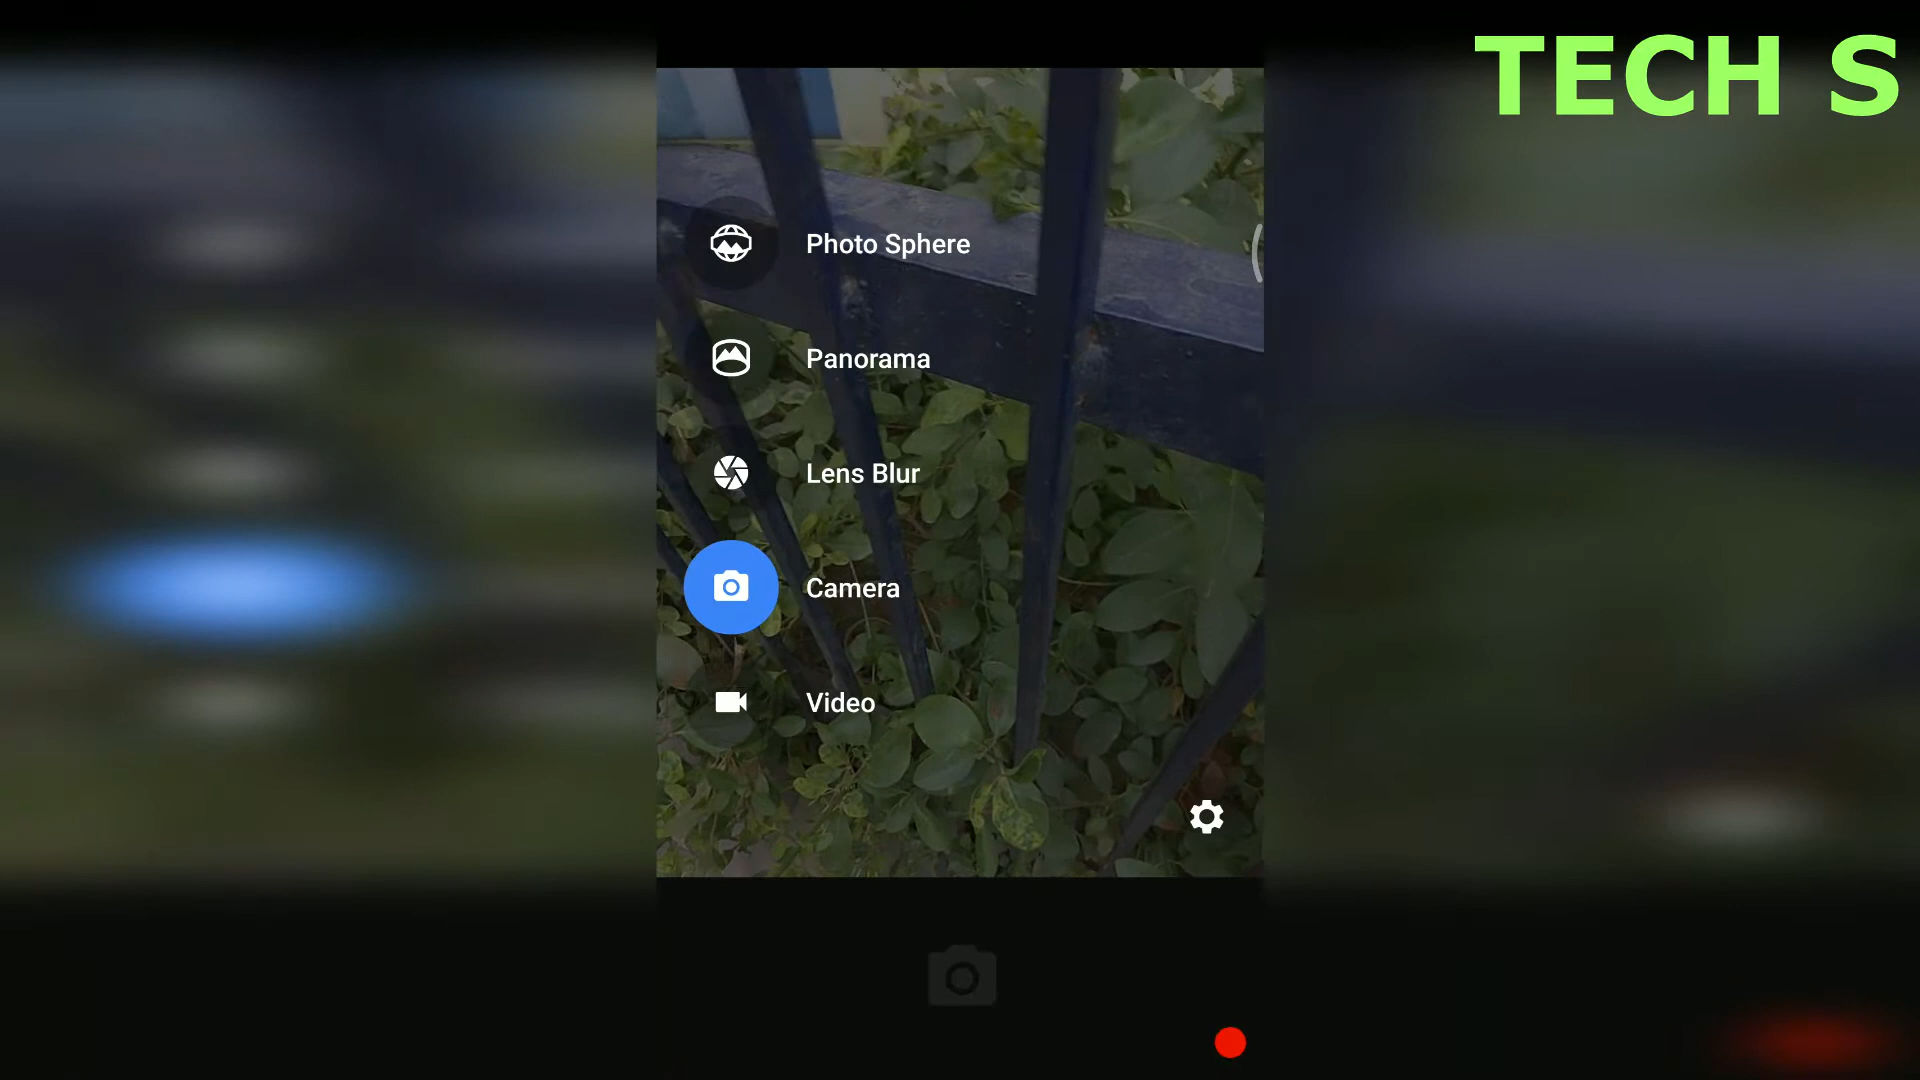 TECH S
Photo Sphere
Panorama
Lens Blur
Camera
Video